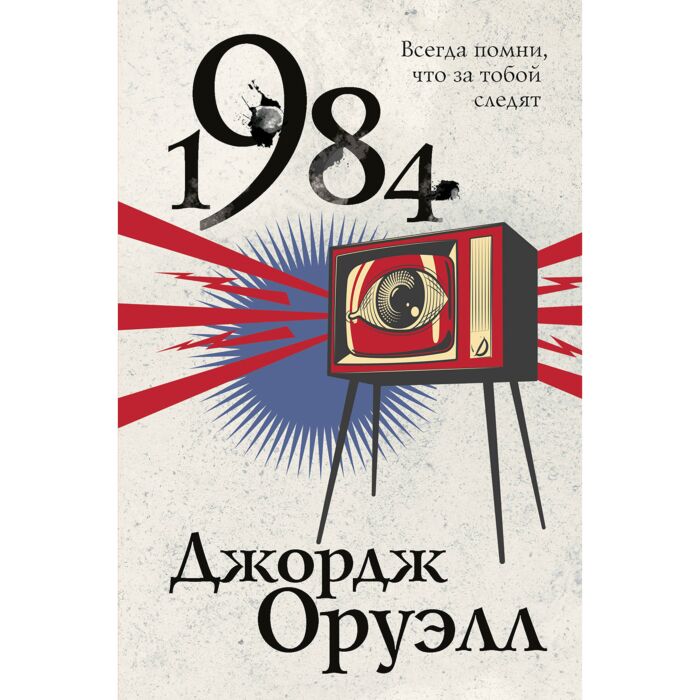 1984
Всегда помни,
что за тобой
следят
Джордж
Оруэлл